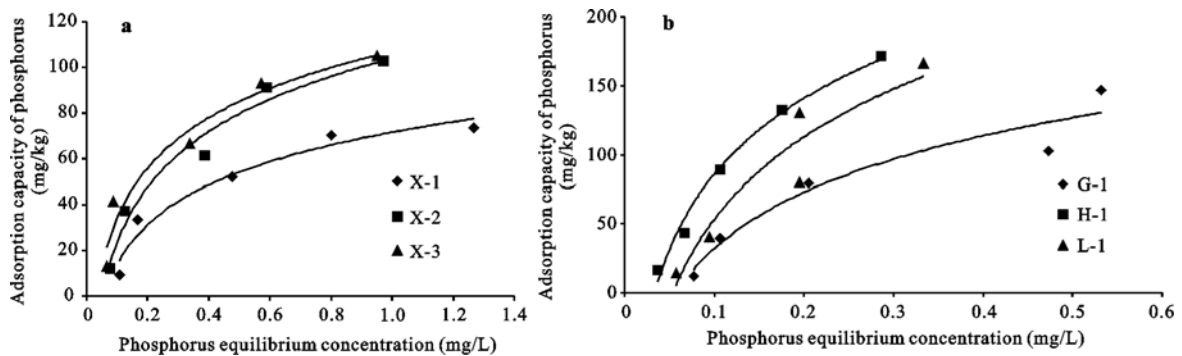 a
Adsorption capacity of phosphorus
(mg/kg)
120
100
80
60
40
20
0
X-1
X-2
X-3
0 0.2 0.4 0.6 0.8 1.0 1.2 1.4
Phosphorus equilibrium concentration (mg/L)
b
Adsorption capacity of phosphorus
(mg/kg)
200
150
100
50
0
G-1
H-1
L-1
0 0.1 0.2 0.3 0.4 0.5 0.6
Phosphorus equilibrium concentration (mg/L)